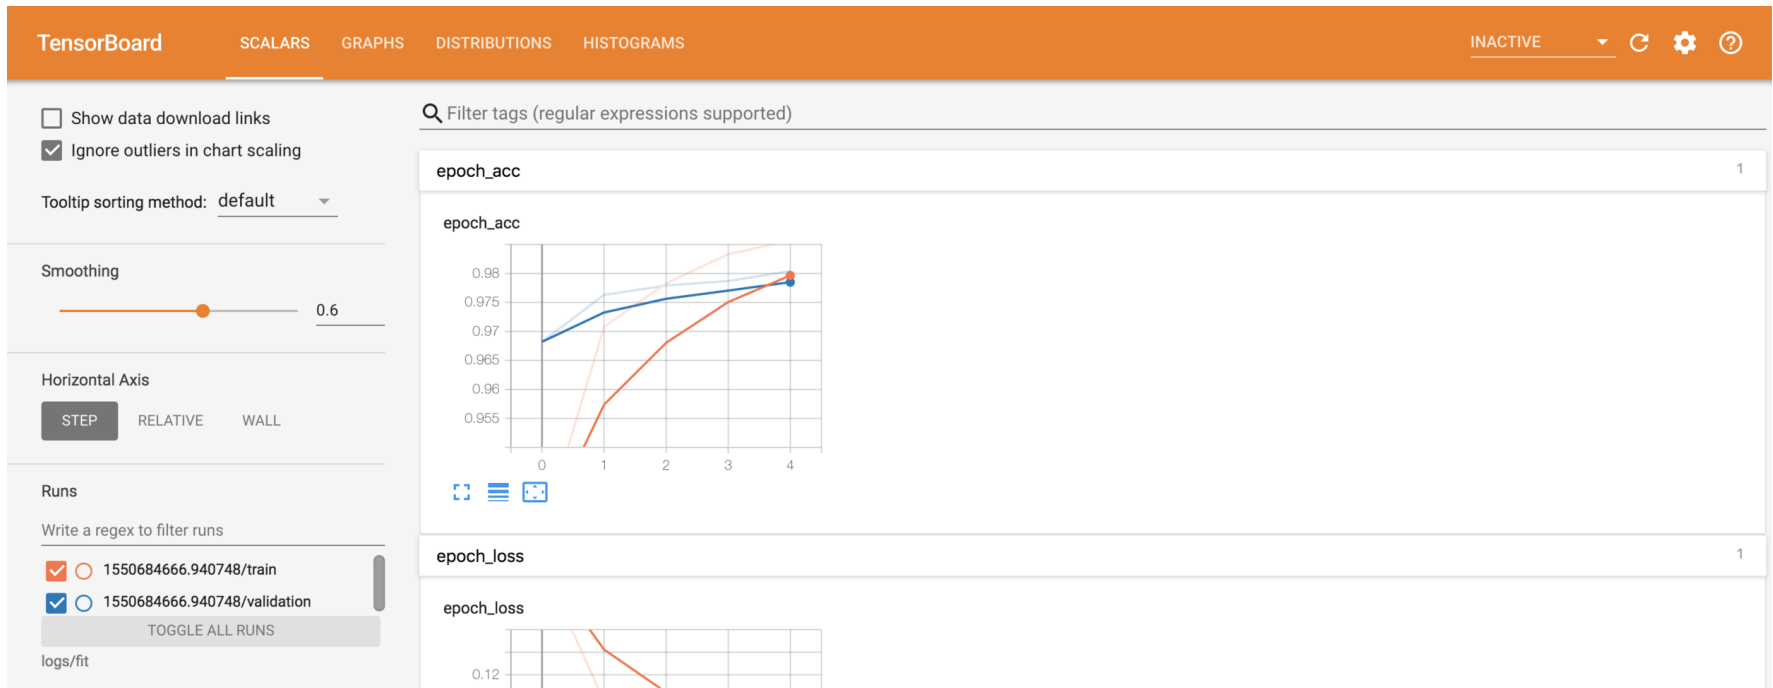 TensorBoard SCALARS GRAPHS DISTRIBUTIONS HISTOGRAMS INACTIVE
Show data download links
Ignore outliers in chart scaling
Tooltip sorting method: default
Smoothing
0.6
Horizontal Axis
STEP RELATIVE WALL
Runs
Write a regex to filter runs
1550684666.940748/train
1550684666.940748/validation
TOGGLE ALL RUNS
logs/fit
Filter tags (regular expressions supported)
epoch_acc 1
epoch_acc
0.98
0.975
0.97
0.965
0.96
0.955
0 1 2 3 4
epoch_loss 1
epoch_loss
0.12